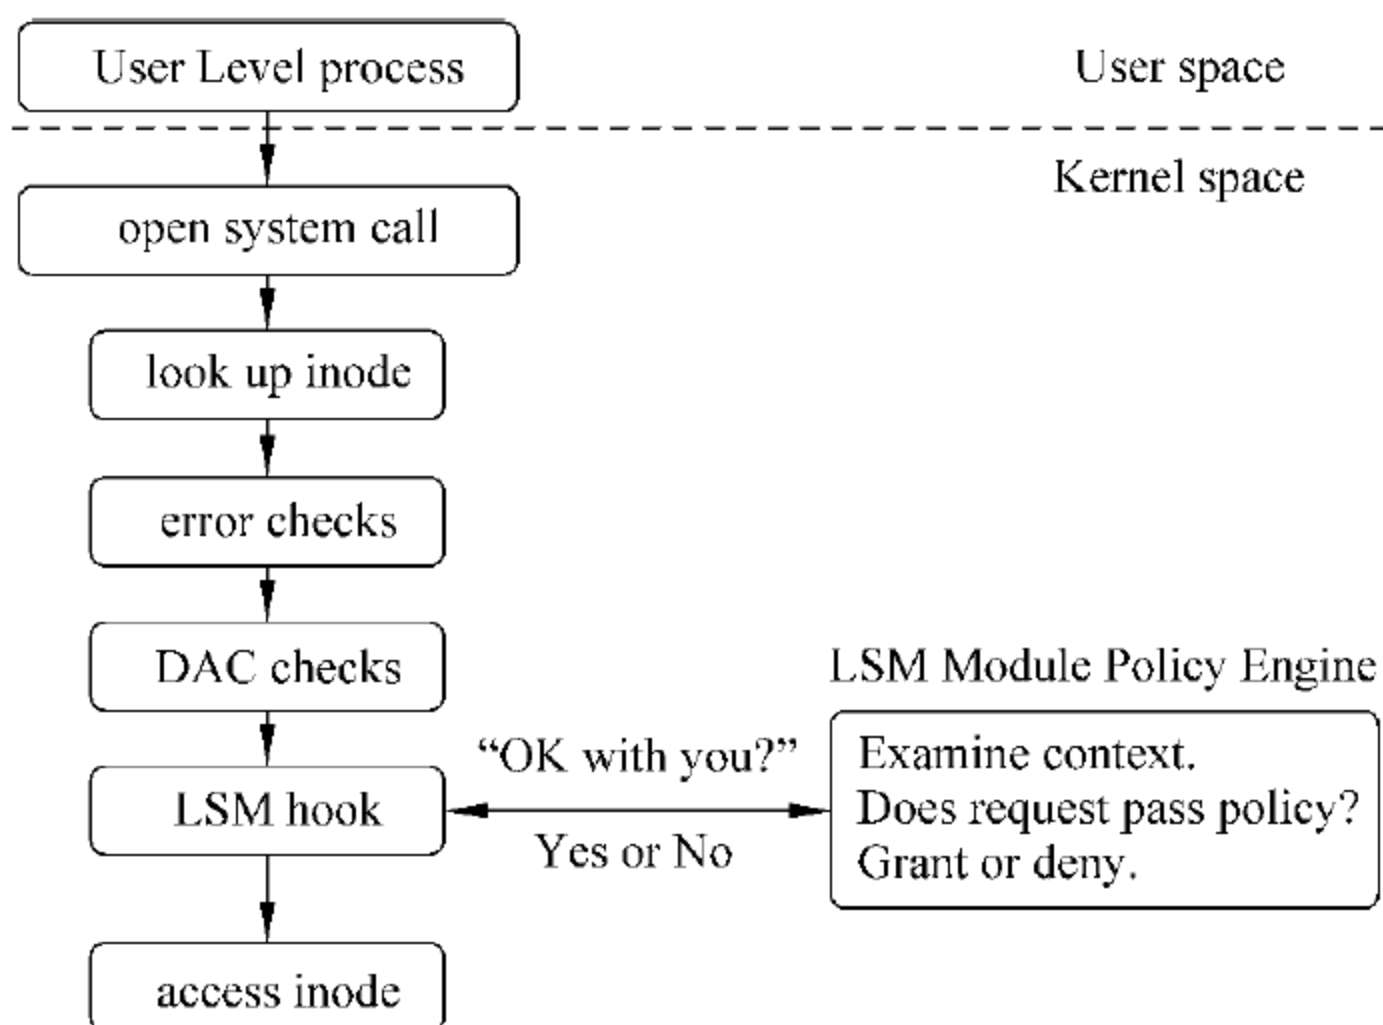 User Level process
User space
Kernel space
open system call
look up inode
error checks
DAC checks
LSM Module Policy Engine
“OK with you?”
Examine context.
Does request pass policy?
Grant or deny.
LSM hook
Yes or No
access inode